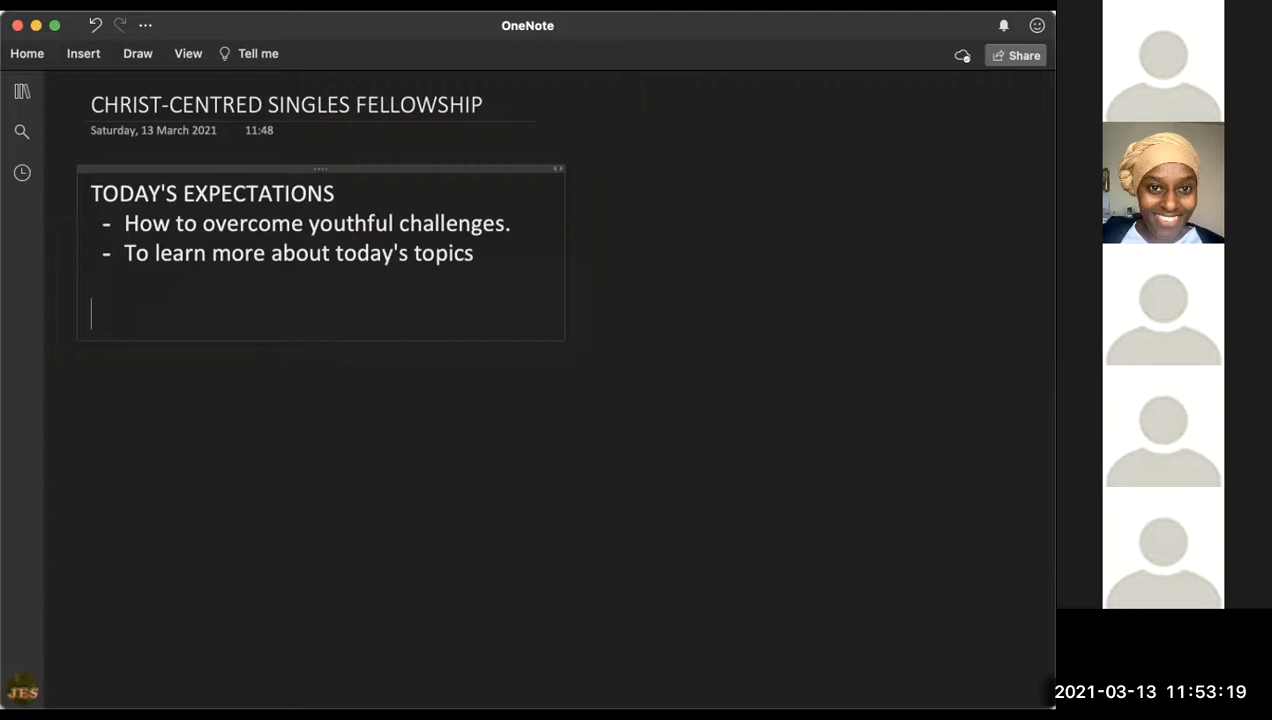 OneNote
Home Insert Draw View Tell me Share
CHRIST-CENTRED SINGLES FELLOWSHIP
Saturday, 13 March 2021 11:48
TODAY'S EXPECTATIONS
- How to overcome youthful challenges.
- To learn more about today's topics
JES
2021-03-13 11:53:19